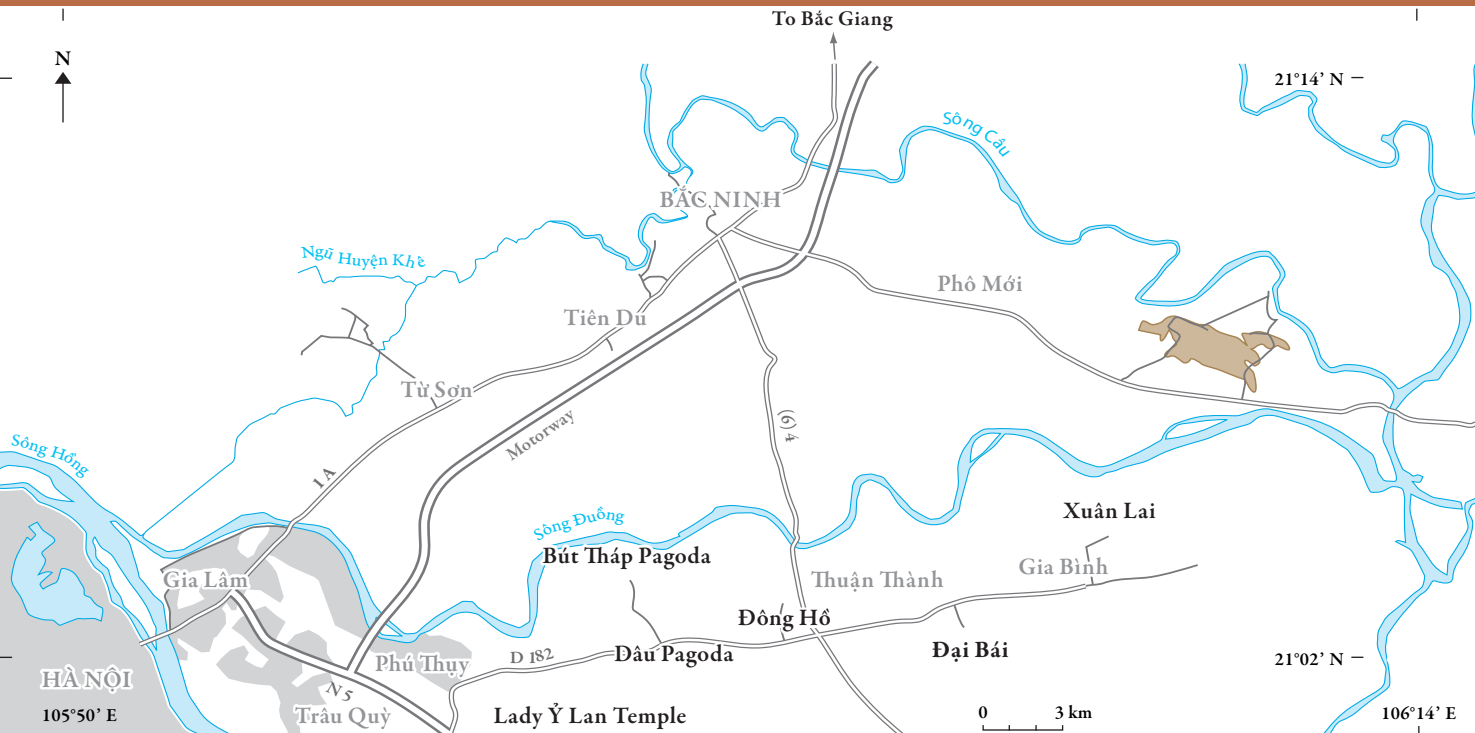 To Bắc Giang
N
21°14’ N
Sông Cầu
BẮC NINH
Ngũ Huyện Khê
Phô Mới
Tiên Du
Từ Sơn
Motorway
(6) 4
Sông Hồng
1 A
Xuân Lai
Sông Đuồng
Bút Tháp Pagoda
Gia Bình
Thuận Thành
Gia Lâm
Đông Hồ
Đại Bái
Dâu Pagoda
D 182
Phú Thụy
21°02’ N
HÀ NỘI
N 5
105°50’ E
Trâu Quỳ
Lady Ỷ Lan Temple
0 3 km
106°14’ E